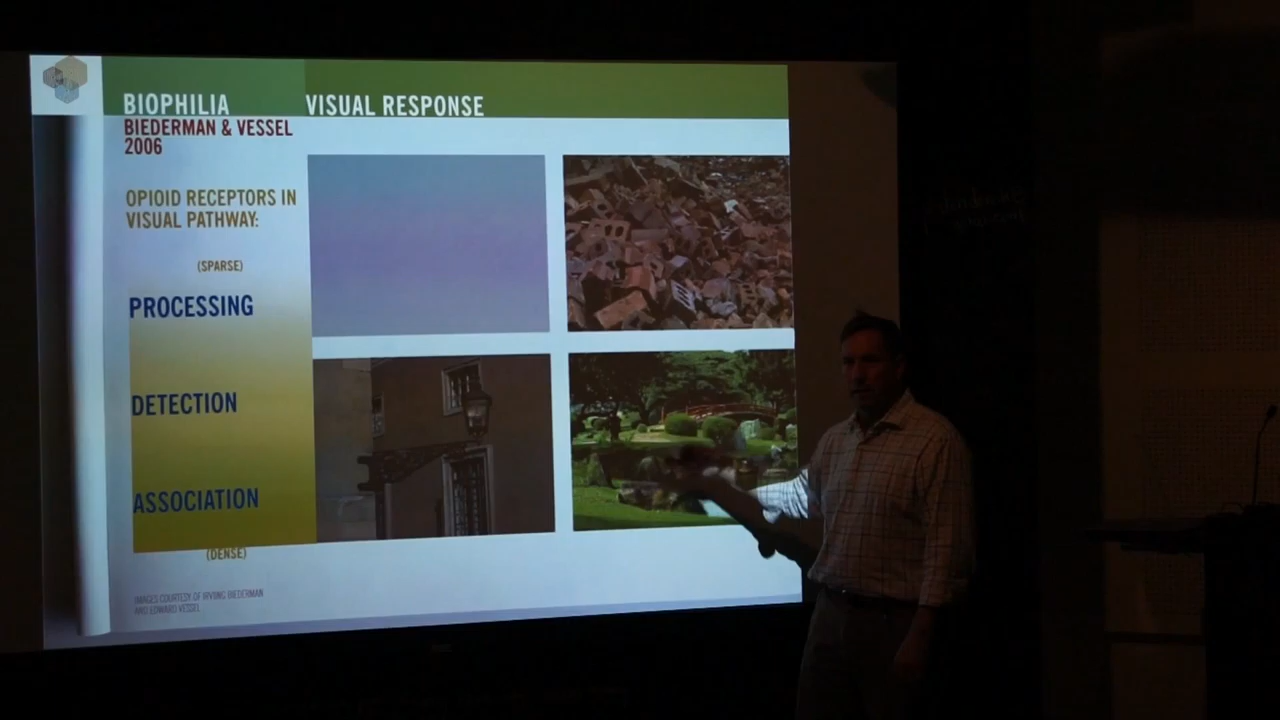 BIOPHILIA
VISUAL RESPONSE
BIEDERMAN & VESSEL
2006
OPIOID RECEPTORS IN
VISUAL PATHWAY:
(SPARSE)
PROCESSING
DETECTION
ASSOCIATION
(DENSE)
IMAGES COURTESY OF IRVING BIEDERMAN
AND EDWARD VESSEL